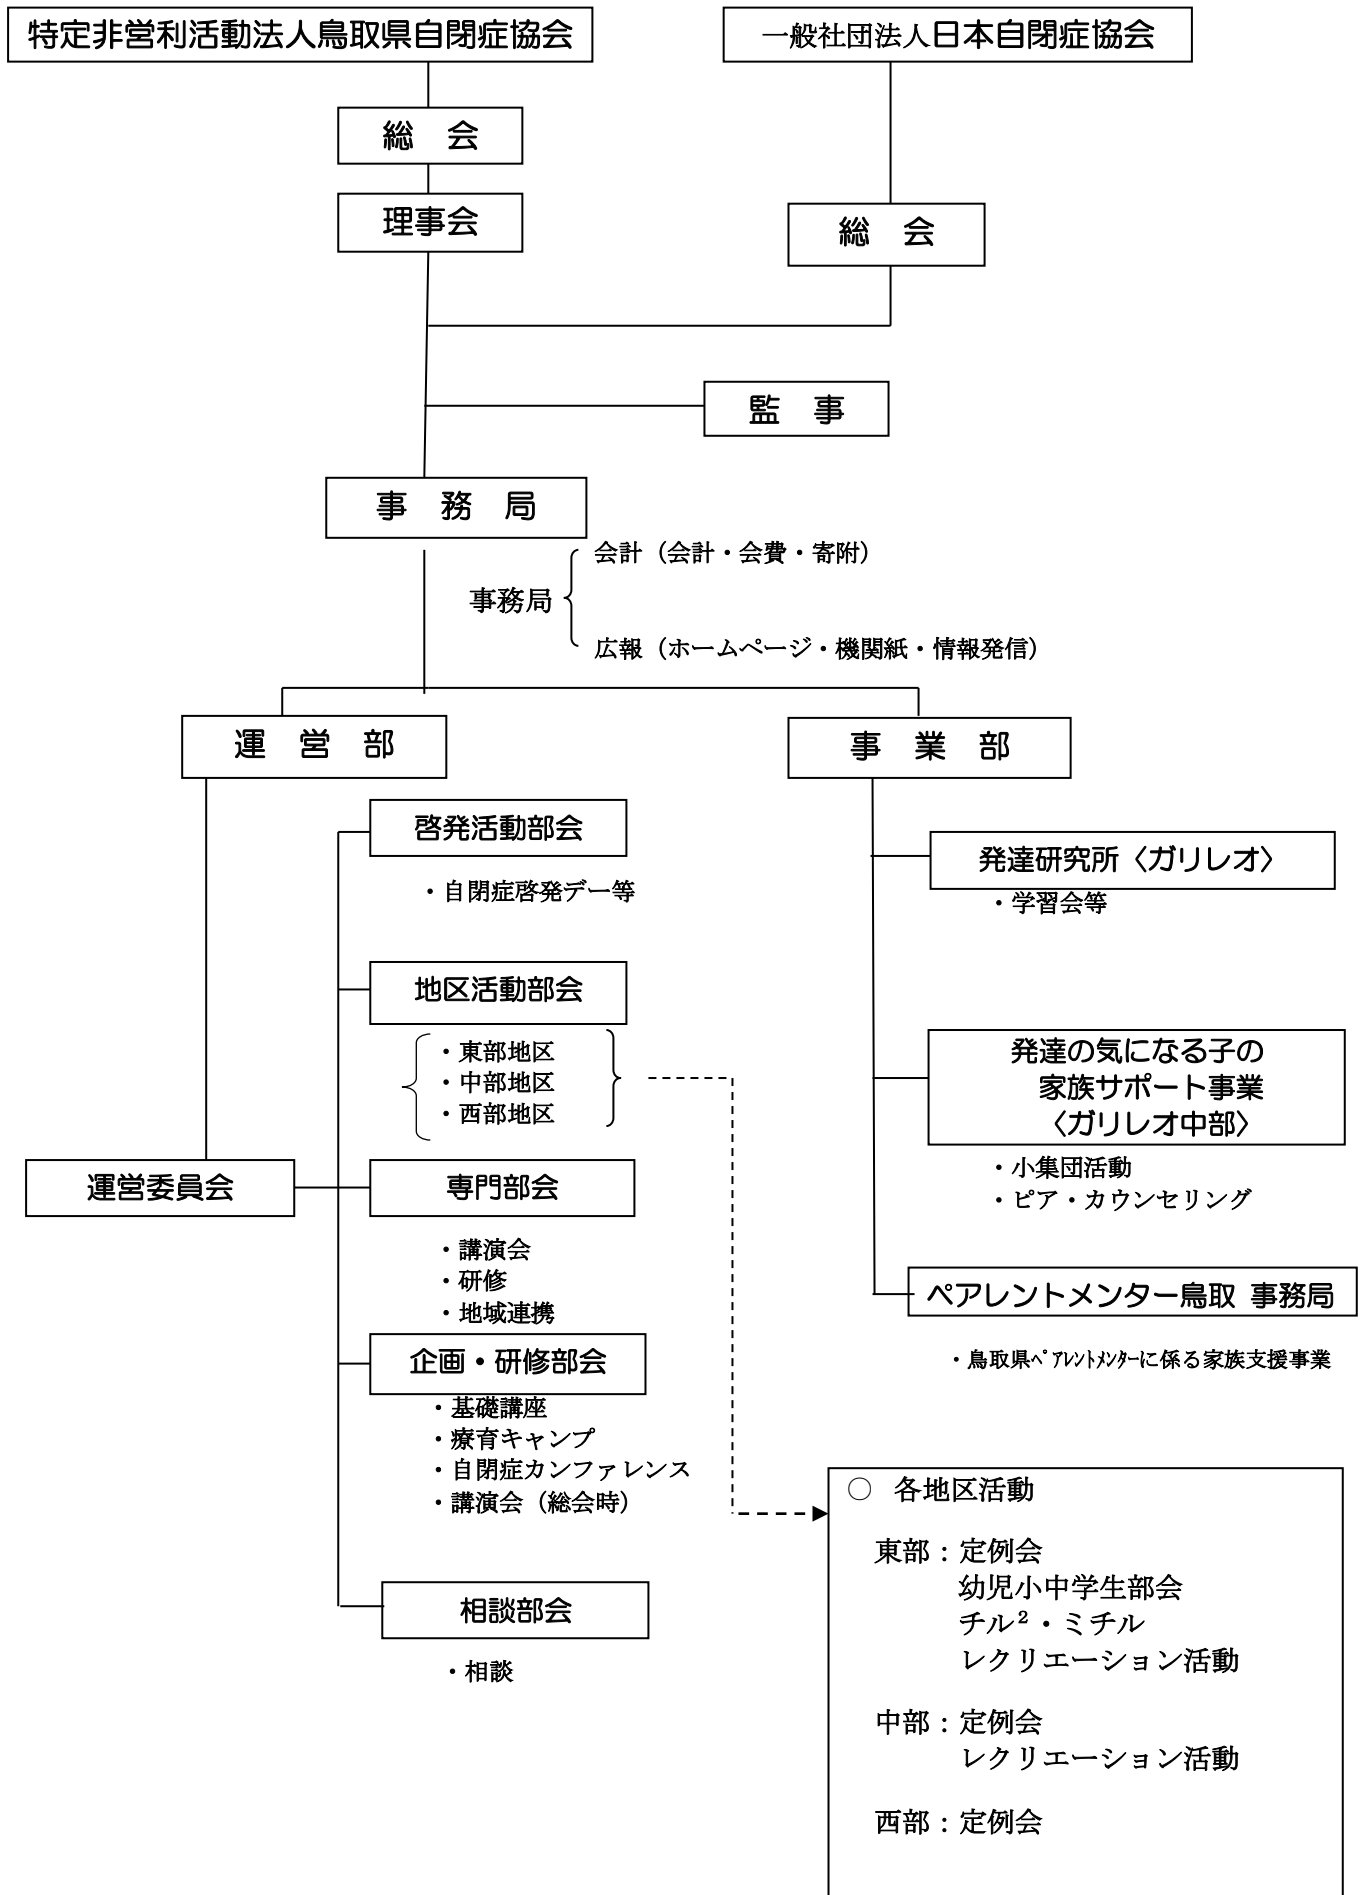 特定非営利活動法人鳥取県自閉症協会
一般社団法人日本自閉症協会
総　会
理事会
総　会
監　事
事　務　局
会計（会計・会費・寄附）
事務局
広報（ホームページ・機関紙・情報発信）
運　営　部
事　業　部
啓発活動部会
・自閉症啓発デー等
発達研究所〈ガリレオ〉
・学習会等
地区活動部会
・東部地区
・中部地区
・西部地区
発達の気になる子の
家族サポート事業
〈ガリレオ中部〉
・小集団活動
・ピア・カウンセリング
運営委員会
専門部会
・講演会
・研修
・地域連携
ペアレントメンター鳥取 事務局
・鳥取県ﾍﾟｱﾚﾝﾄﾒﾝﾀｰに係る家族支援事業
企画・研修部会
・基礎講座
・療育キャンプ
・自閉症カンファレンス
・講演会（総会時）
相談部会
・相談
○　各地区活動
東部：定例会
幼児小中学生部会
チル²・ミチル
レクリエーション活動
中部：定例会
レクリエーション活動
西部：定例会